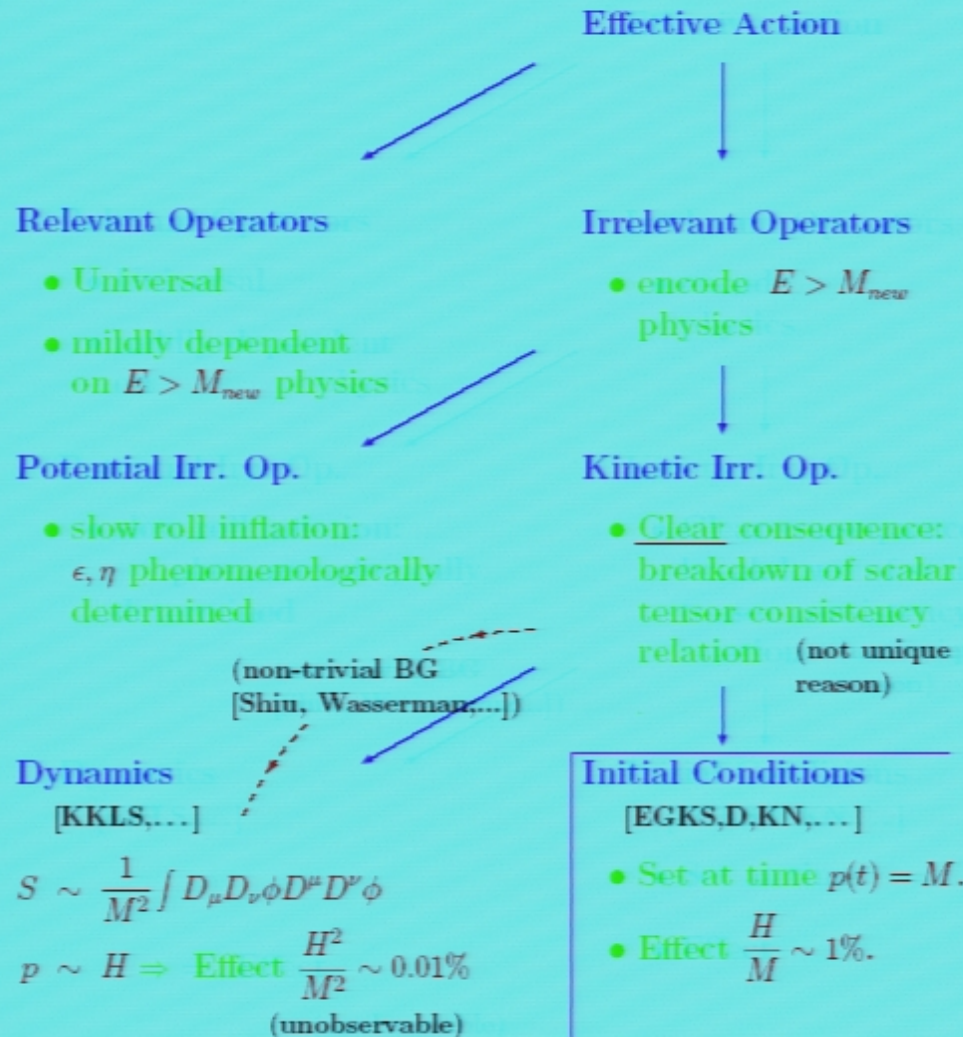 Effective Action
Relevant Operators
• Universal
• mildly dependent
on E > M_new physics
Irrelevant Operators
• encode E > M_new
physics
Potential Irr. Op.
• slow roll inflation:
ϵ, η phenomenologically
determined
Kinetic Irr. Op.
• Clear consequence:
breakdown of scalar
tensor consistency
relation (not unique
reason)
(non-trivial BG
[Shiu, Wasserman,...])
Dynamics
[KKLS,...]
S ~ 1/M² ∫ D_μ D_ν φ D^μ D^ν φ
p ~ H ⇒ Effect H²/M² ~ 0.01%
(unobservable)
Initial Conditions
[EGKS,D,KN,...]
• Set at time p(t) = M.
• Effect H/M ~ 1%.